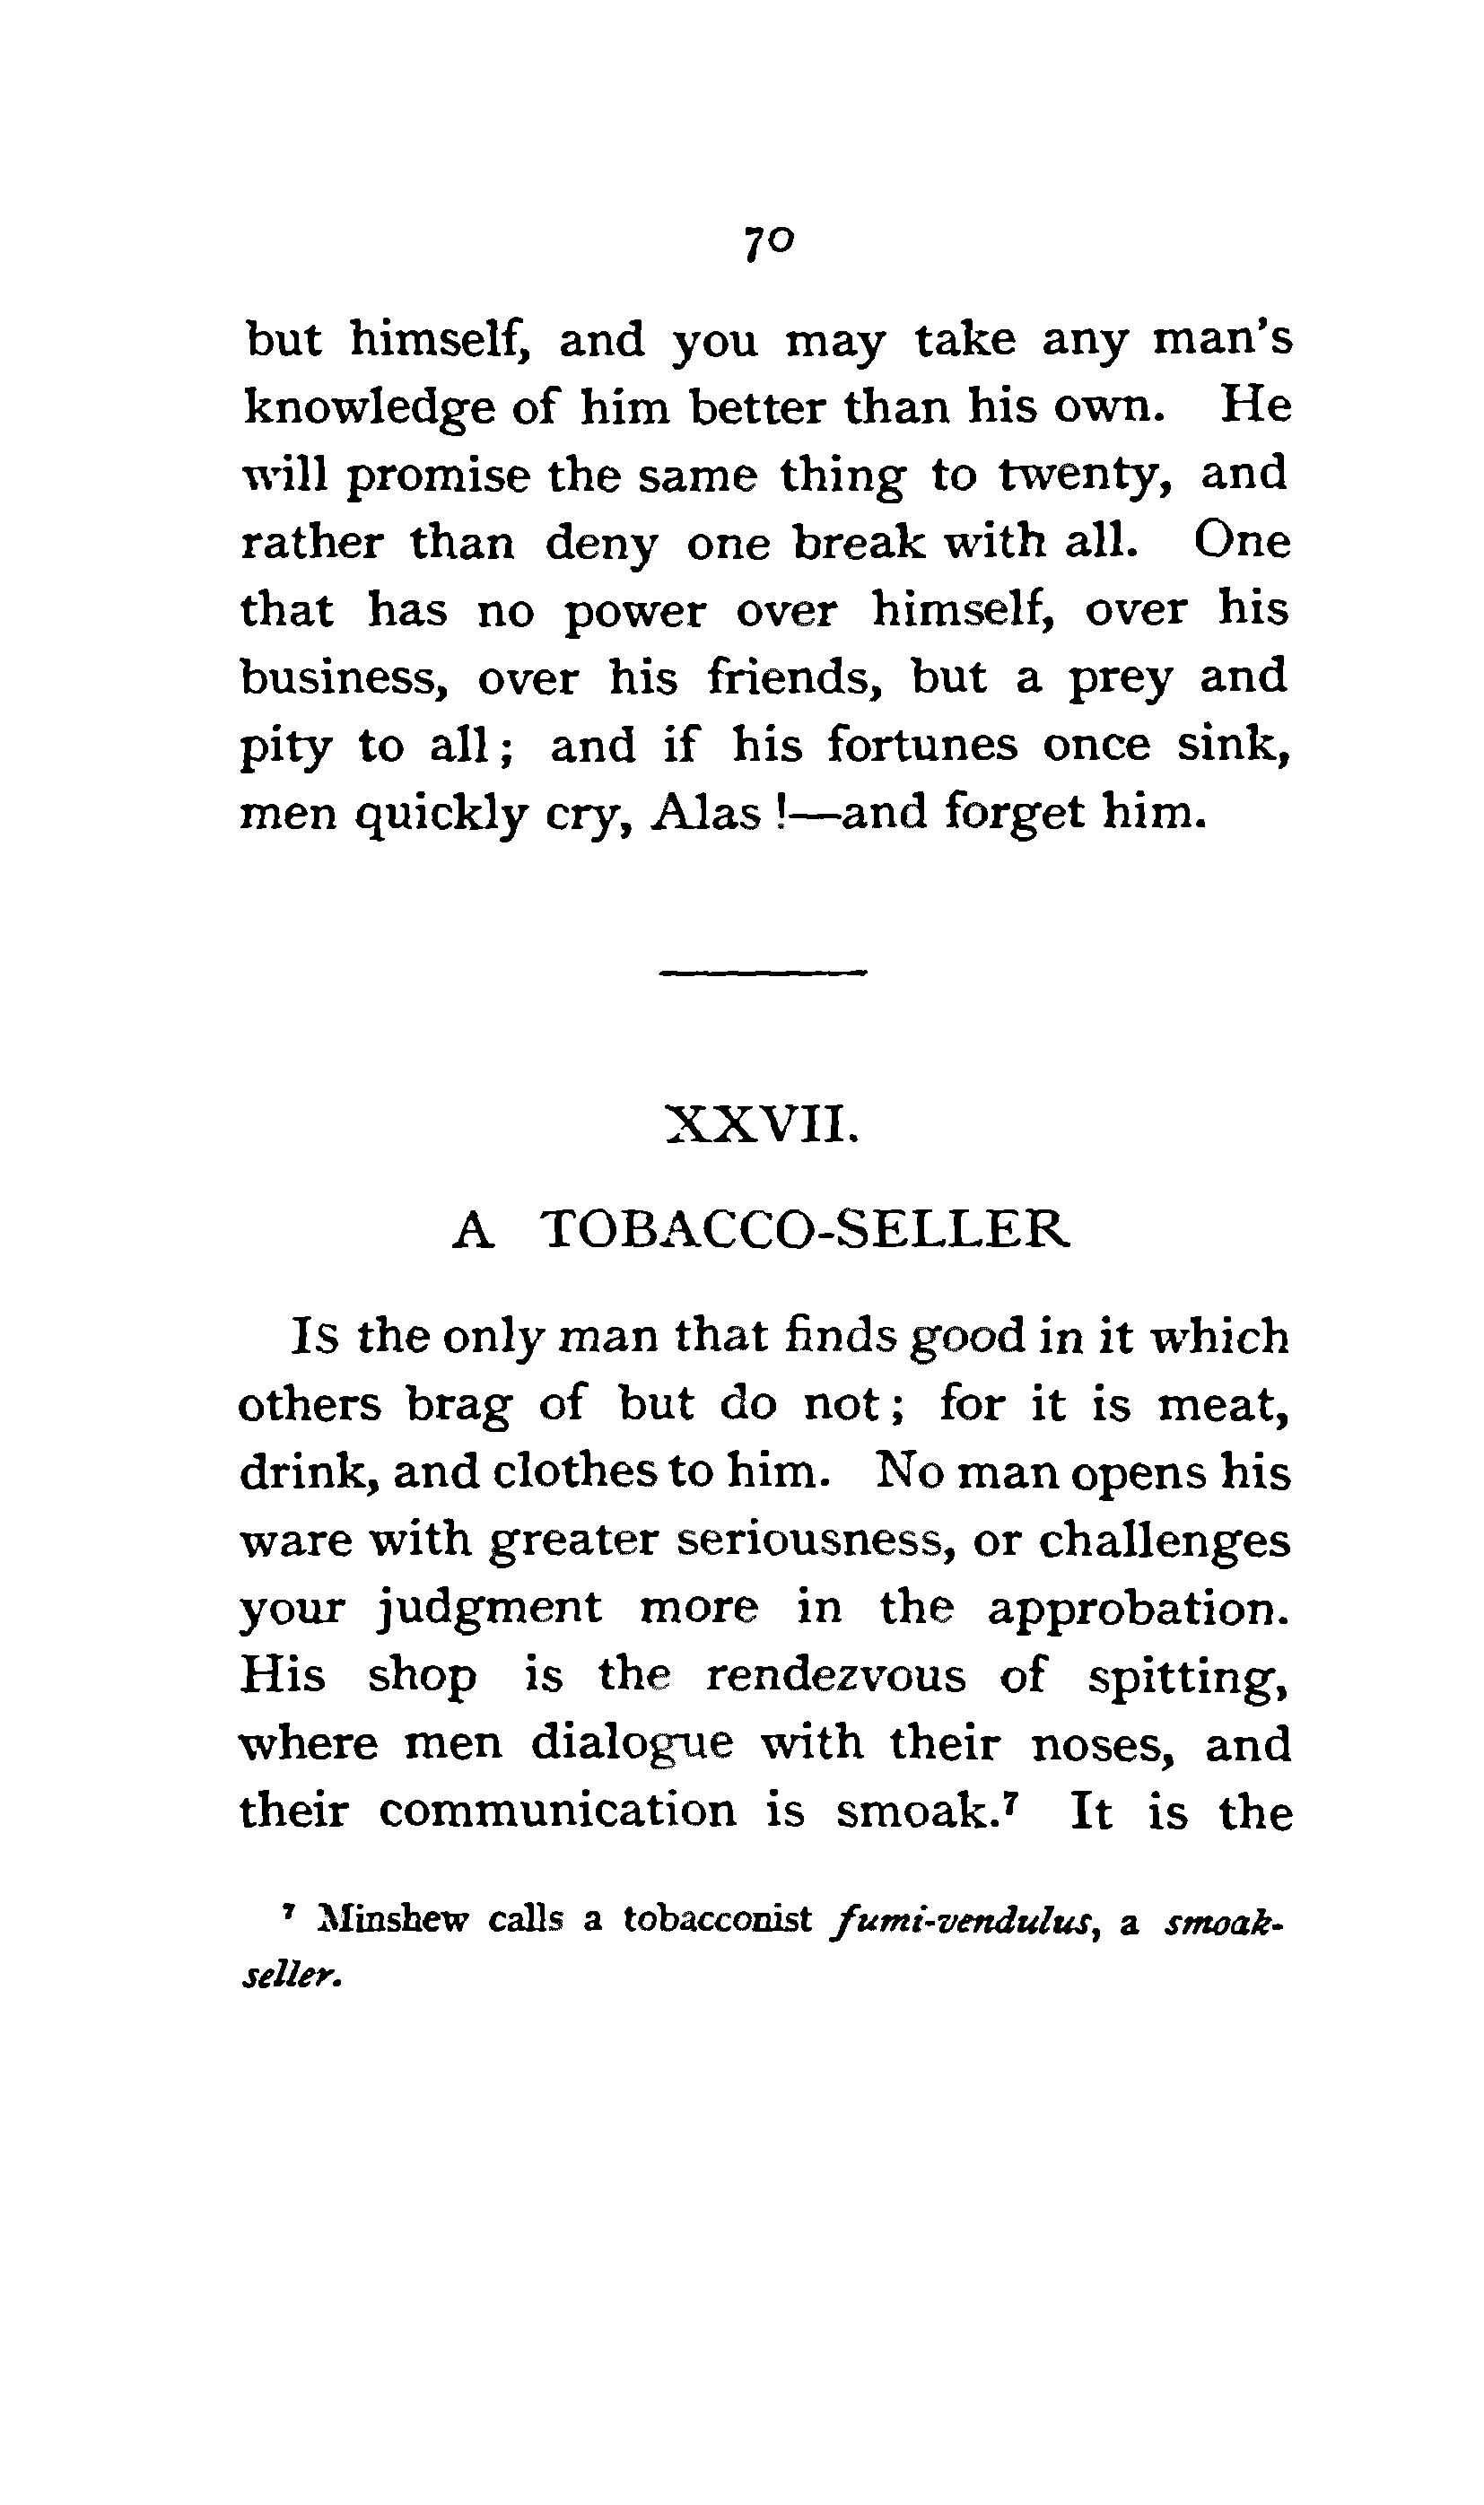 70
but himself, and you may take any man's
knowledge of him better than his own. He
will promise the same thing to twenty, and
rather than deny one break with all. One
that has no power over himself, over his
business, over his friends, but a prey and
pity to all; and if his fortunes once sink,
men quickly cry, Alas !—and forget him.
XXVII.
A TOBACCO-SELLER
Is the only man that finds good in it which
others brag of but do not; for it is meat,
drink, and clothes to him. No man opens his
ware with greater seriousness, or challenges
your judgment more in the approbation.
His shop is the rendezvous of spitting,
where men dialogue with their noses, and
their communication is smoak.⁷ It is the
⁷ Minshew calls a tobacconist fumi-vendulus, a smoak-
seller.